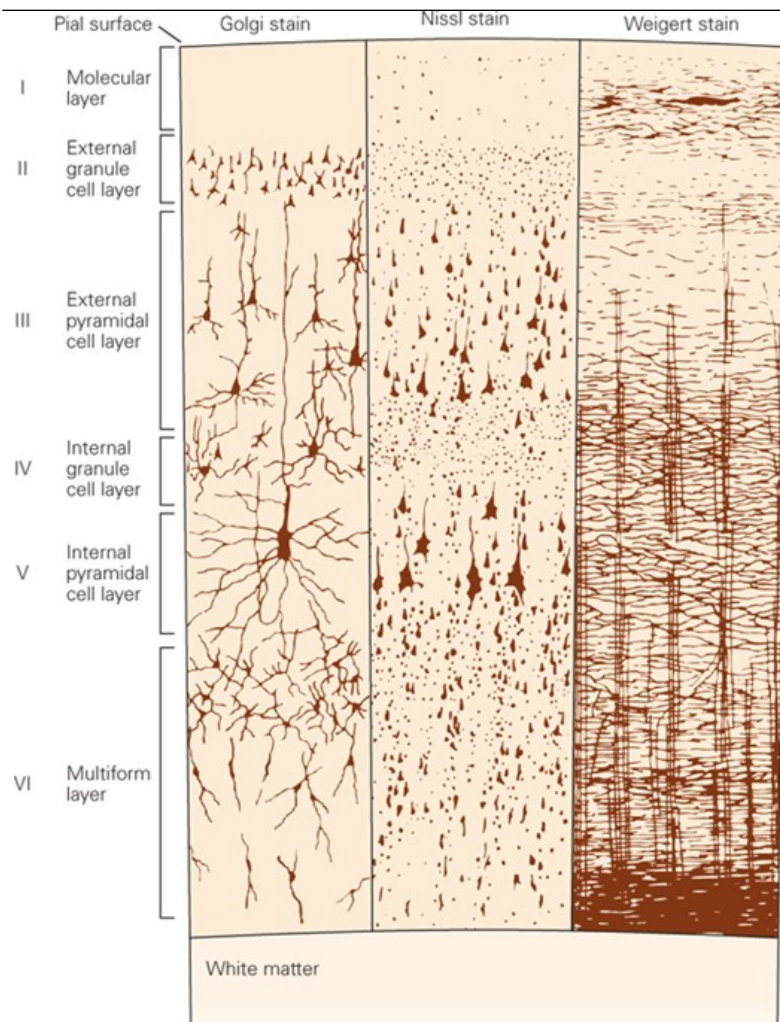 Pial surface
Golgi stain
Nissl stain
Weigert stain
I
Molecular
layer
II
External
granule
cell layer
III
External
pyramidal
cell layer
IV
Internal
granule
cell layer
V
Internal
pyramidal
cell layer
VI
Multiform
layer
White matter